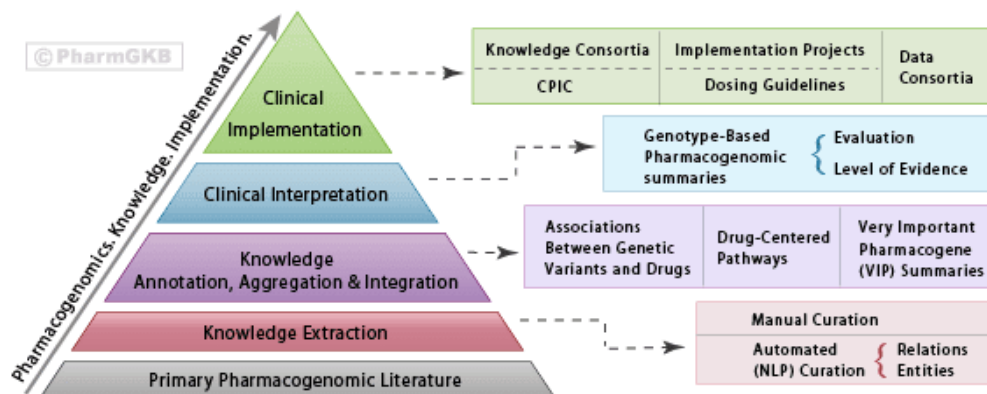 © PharmGKB
Pharmacogenomics. Knowledge. Implementation.
Clinical
Implementation
Knowledge Consortia
CPIC
Implementation Projects
Dosing Guidelines
Data
Consortia
Clinical Interpretation
Genotype-Based
Pharmacogenomic
summaries
Evaluation
Level of Evidence
Knowledge
Annotation, Aggregation & Integration
Associations
Between Genetic
Variants and Drugs
Drug-Centered
Pathways
Very Important
Pharmacogene
(VIP) Summaries
Knowledge Extraction
Manual Curation
Automated
(NLP) Curation
Relations
Entities
Primary Pharmacogenomic Literature